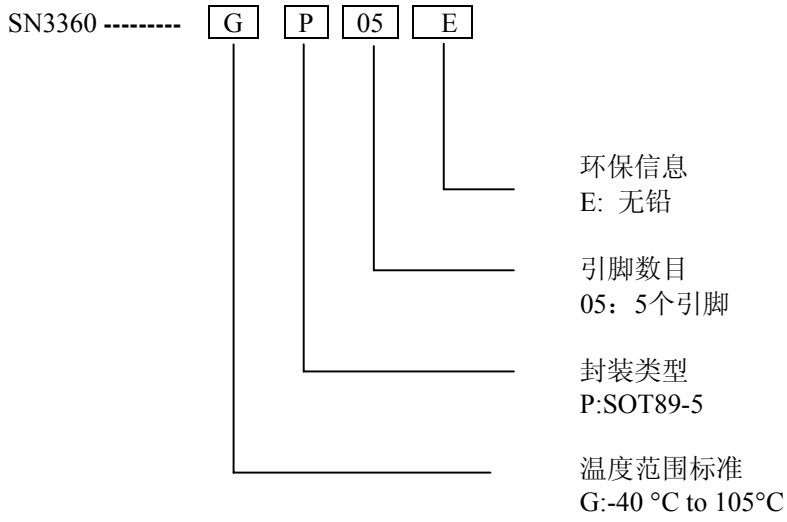 SN3360 --------- G P 05 E
环保信息
E: 无铅
引脚数目
05：5个引脚
封装类型
P:SOT89-5
温度范围标准
G:-40 °C to 105°C